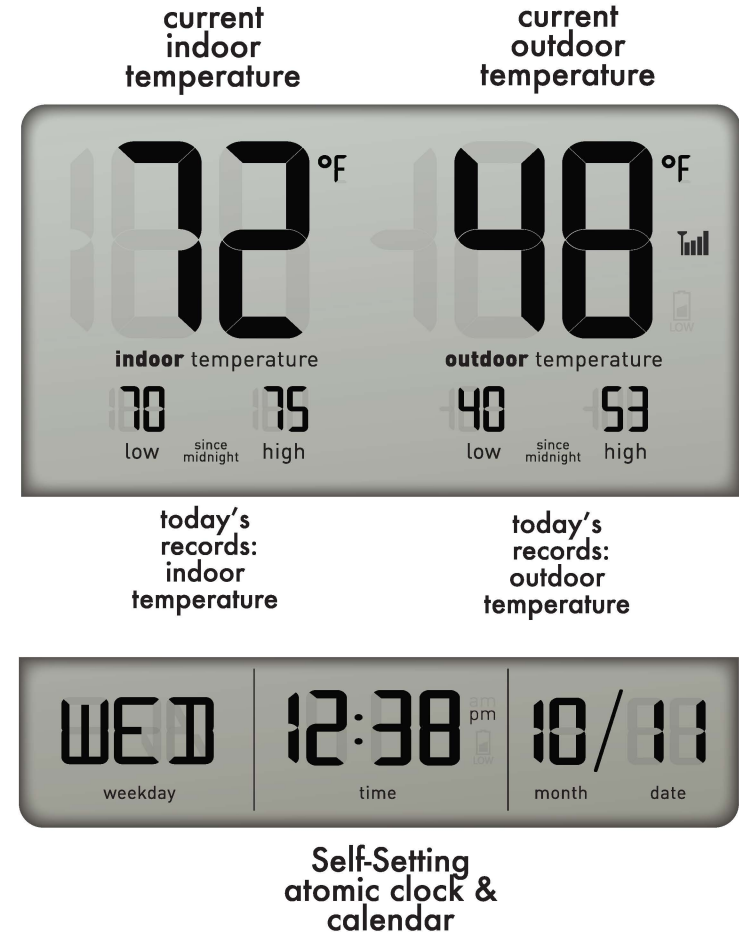 current
indoor
temperature
current
outdoor
temperature
72 °F
48 °F
LOW
indoor temperature
outdoor temperature
70
75
40
53
low
since
midnight
high
low
since
midnight
high
today's
records:
indoor
temperature
today's
records:
outdoor
temperature
WED
12:38
am
pm
LOW
10/11
weekday
time
month
date
Self-Setting
atomic clock &
calendar